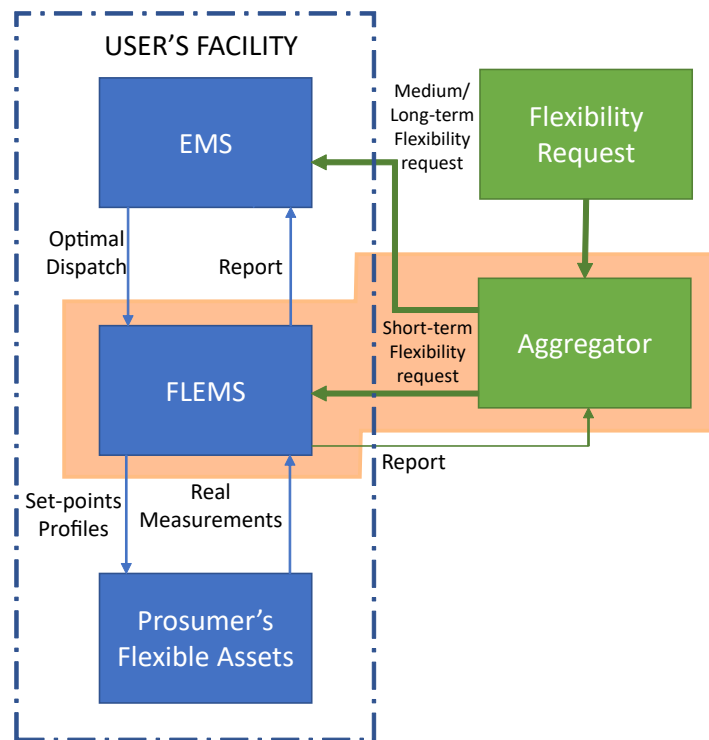 USER'S FACILITY
EMS
Medium/
Long-term
Flexibility
request
Flexibility
Request
Optimal
Dispatch
Report
FLEMS
Short-term
Flexibility
request
Aggregator
Report
Set-points
Profiles
Real
Measurements
Prosumer's
Flexible Assets